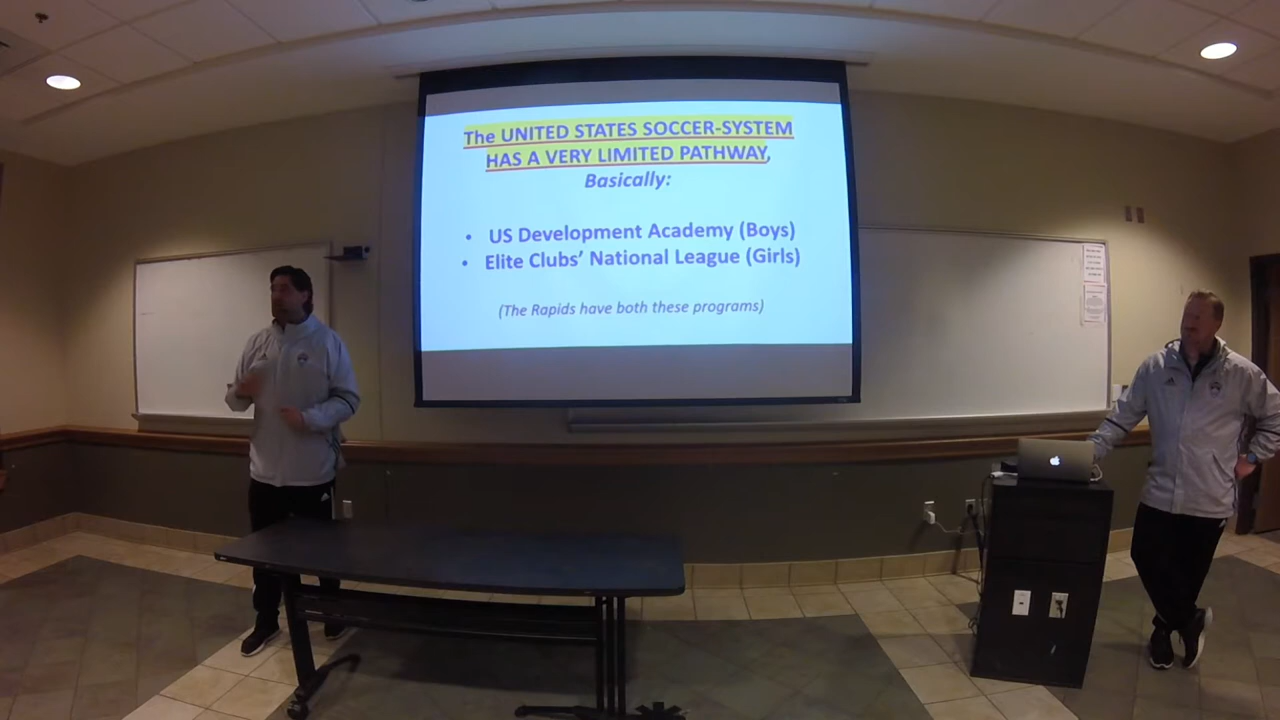 The UNITED STATES SOCCER-SYSTEM
HAS A VERY LIMITED PATHWAY,
Basically:
• US Development Academy (Boys)
• Elite Clubs’ National League (Girls)
(The Rapids have both these programs)